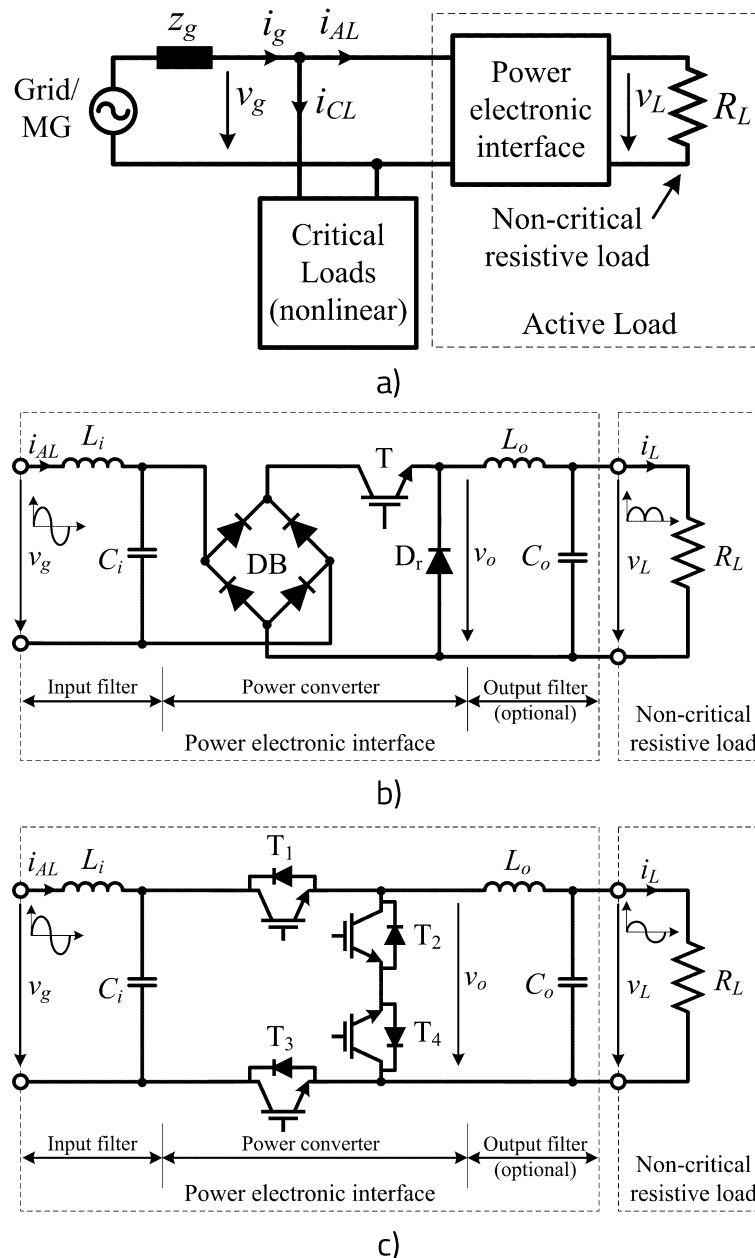 z_g
i_g
i_AL
Grid/
MG
v_g
i_CL
Power
electronic
interface
v_L
R_L
Non-critical
resistive load
Critical
Loads
(nonlinear)
Active Load
a)
i_AL
L_i
T
L_o
i_L
v_g
C_i
DB
D_r
v_o
C_o
v_L
R_L
Input filter
Power converter
Output filter
(optional)
Power electronic interface
Non-critical
resistive load
b)
i_AL
L_i
T_1
L_o
i_L
T_2
v_g
C_i
v_o
C_o
v_L
R_L
T_3
T_4
Input filter
Power converter
Output filter
(optional)
Power electronic interface
Non-critical
resistive load
c)